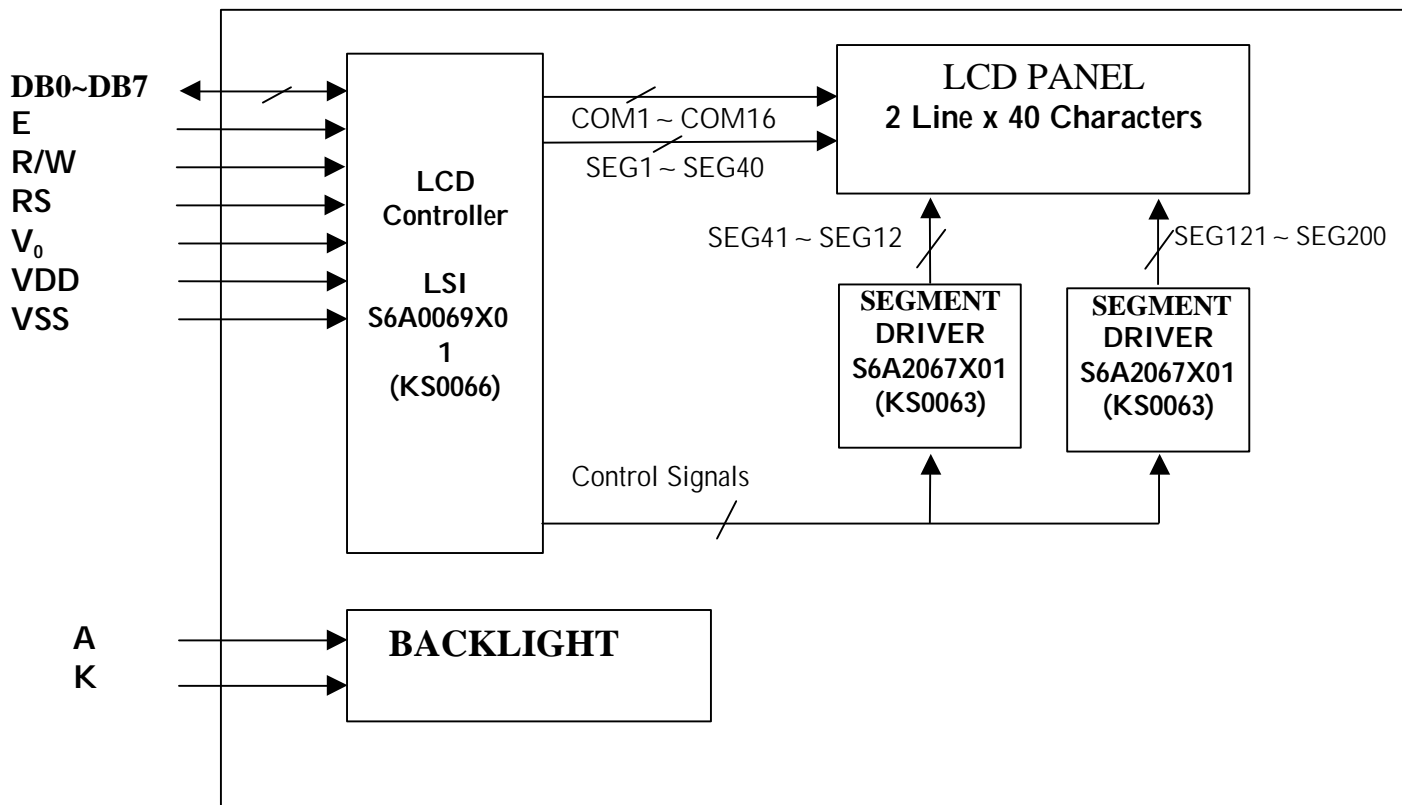 DB0~DB7
E
R/W
RS
V₀
VDD
VSS
LCD
Controller
LSI
S6A0069X0
1
(KS0066)
COM1 ~ COM16
SEG1 ~ SEG40
LCD PANEL
2 Line x 40 Characters
SEG41 ~ SEG12
SEG121 ~ SEG200
SEGMENT
DRIVER
S6A2067X01
(KS0063)
SEGMENT
DRIVER
S6A2067X01
(KS0063)
Control Signals
A
K
BACKLIGHT